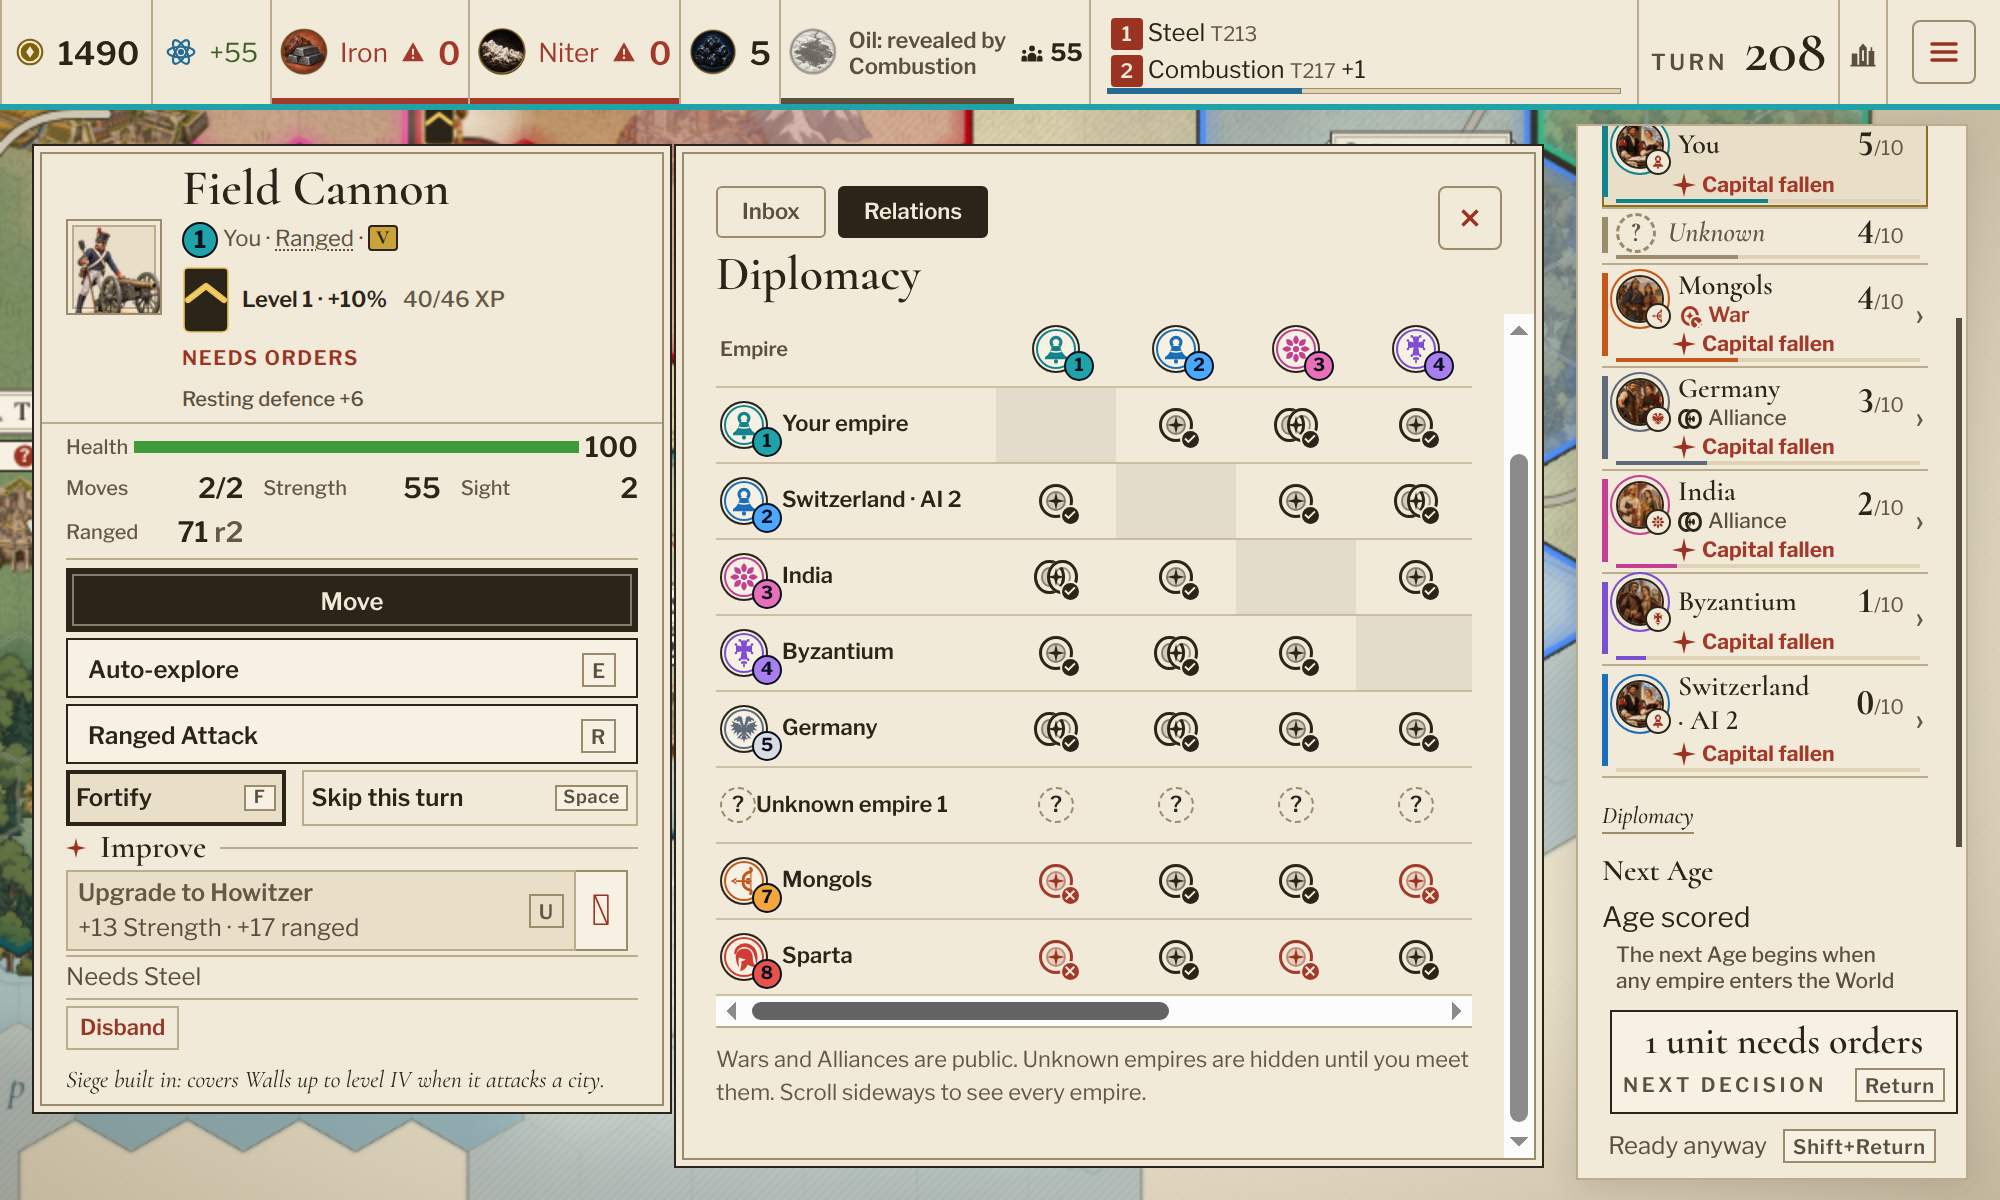 1490
+55
Iron 0
Niter 0
5
Oil: revealed by
Combustion
55
1 Steel T213
2 Combustion T217 +1
TURN 208
Field Cannon
1 You · Ranged · V
Level 1 · +10% 40/46 XP
NEEDS ORDERS
Resting defence +6
Health 100
Moves 2/2 Strength 55 Sight 2
Ranged 71 r2
Move
Auto-explore E
Ranged Attack R
Fortify F
Skip this turn Space
Improve
Upgrade to Howitzer
+13 Strength · +17 ranged
U
Needs Steel
Disband
Siege built in: covers Walls up to level IV when it attacks a city.
Inbox
Relations
Diplomacy
Empire 1 2 3 4
1 Your empire
2 Switzerland · AI 2
3 India
4 Byzantium
5 Germany
? Unknown empire 1 ? ? ? ?
7 Mongols
8 Sparta
Wars and Alliances are public. Unknown empires are hidden until you meet
them. Scroll sideways to see every empire.
You 5/10
Capital fallen
? Unknown 4/10
Mongols 4/10
War
Capital fallen
Germany 3/10
Alliance
Capital fallen
India 2/10
Alliance
Capital fallen
Byzantium 1/10
Capital fallen
Switzerland
· AI 2 0/10
Capital fallen
Diplomacy
Next Age
Age scored
The next Age begins when
any empire enters the World
1 unit needs orders
NEXT DECISION Return
Ready anyway Shift+Return